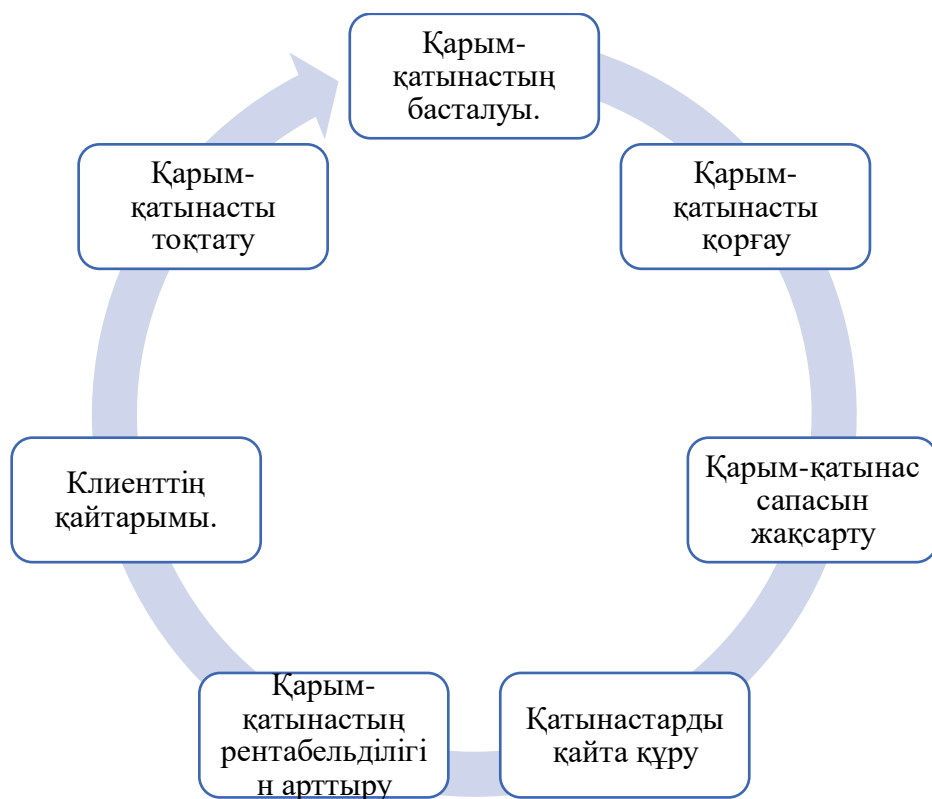 Қарым-
қатынастың
басталуы.
Қарым-
қатынасты
қорғау
Қарым-қатынас
сапасын
жақсарту
Қатынастарды
қайта құру
Қарым-
қатынастың
рентабельділігі
н арттыру
Клиенттің
қайтарымы.
Қарым-
қатынасты
тоқтату